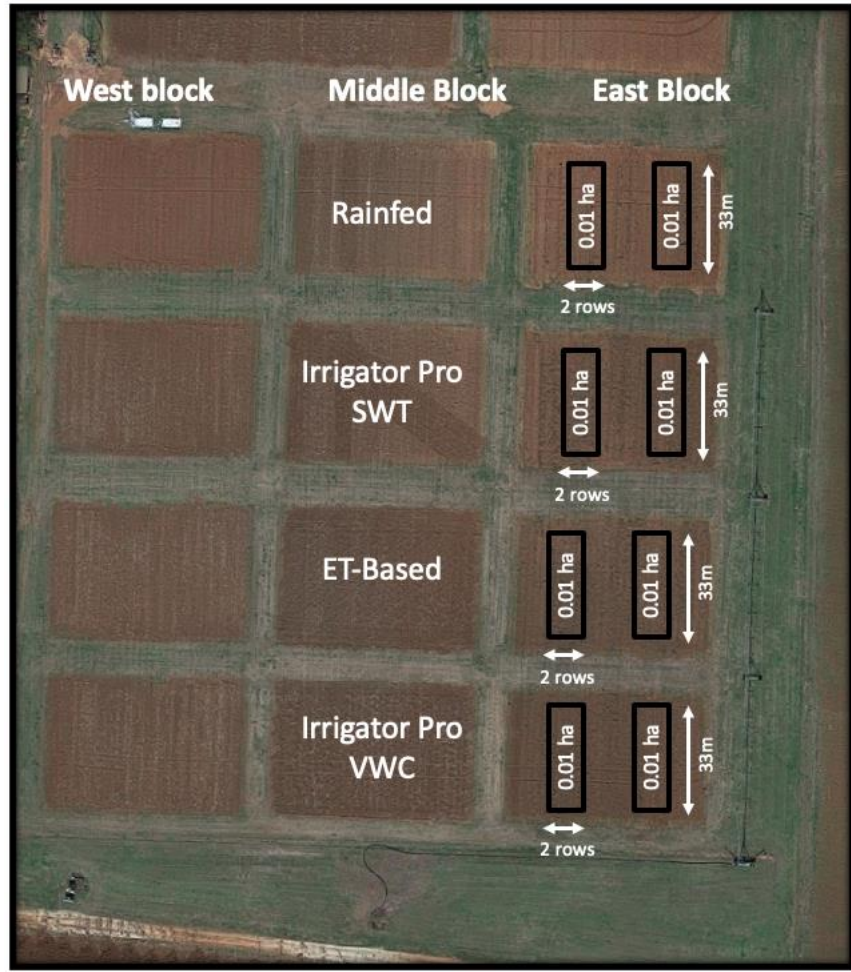 West block
Middle Block
East Block
Rainfed
0.01 ha
0.01 ha
33m
2 rows
Irrigator Pro
SWT
0.01 ha
0.01 ha
33m
2 rows
ET-Based
0.01 ha
0.01 ha
33m
2 rows
Irrigator Pro
VWC
0.01 ha
0.01 ha
33m
2 rows